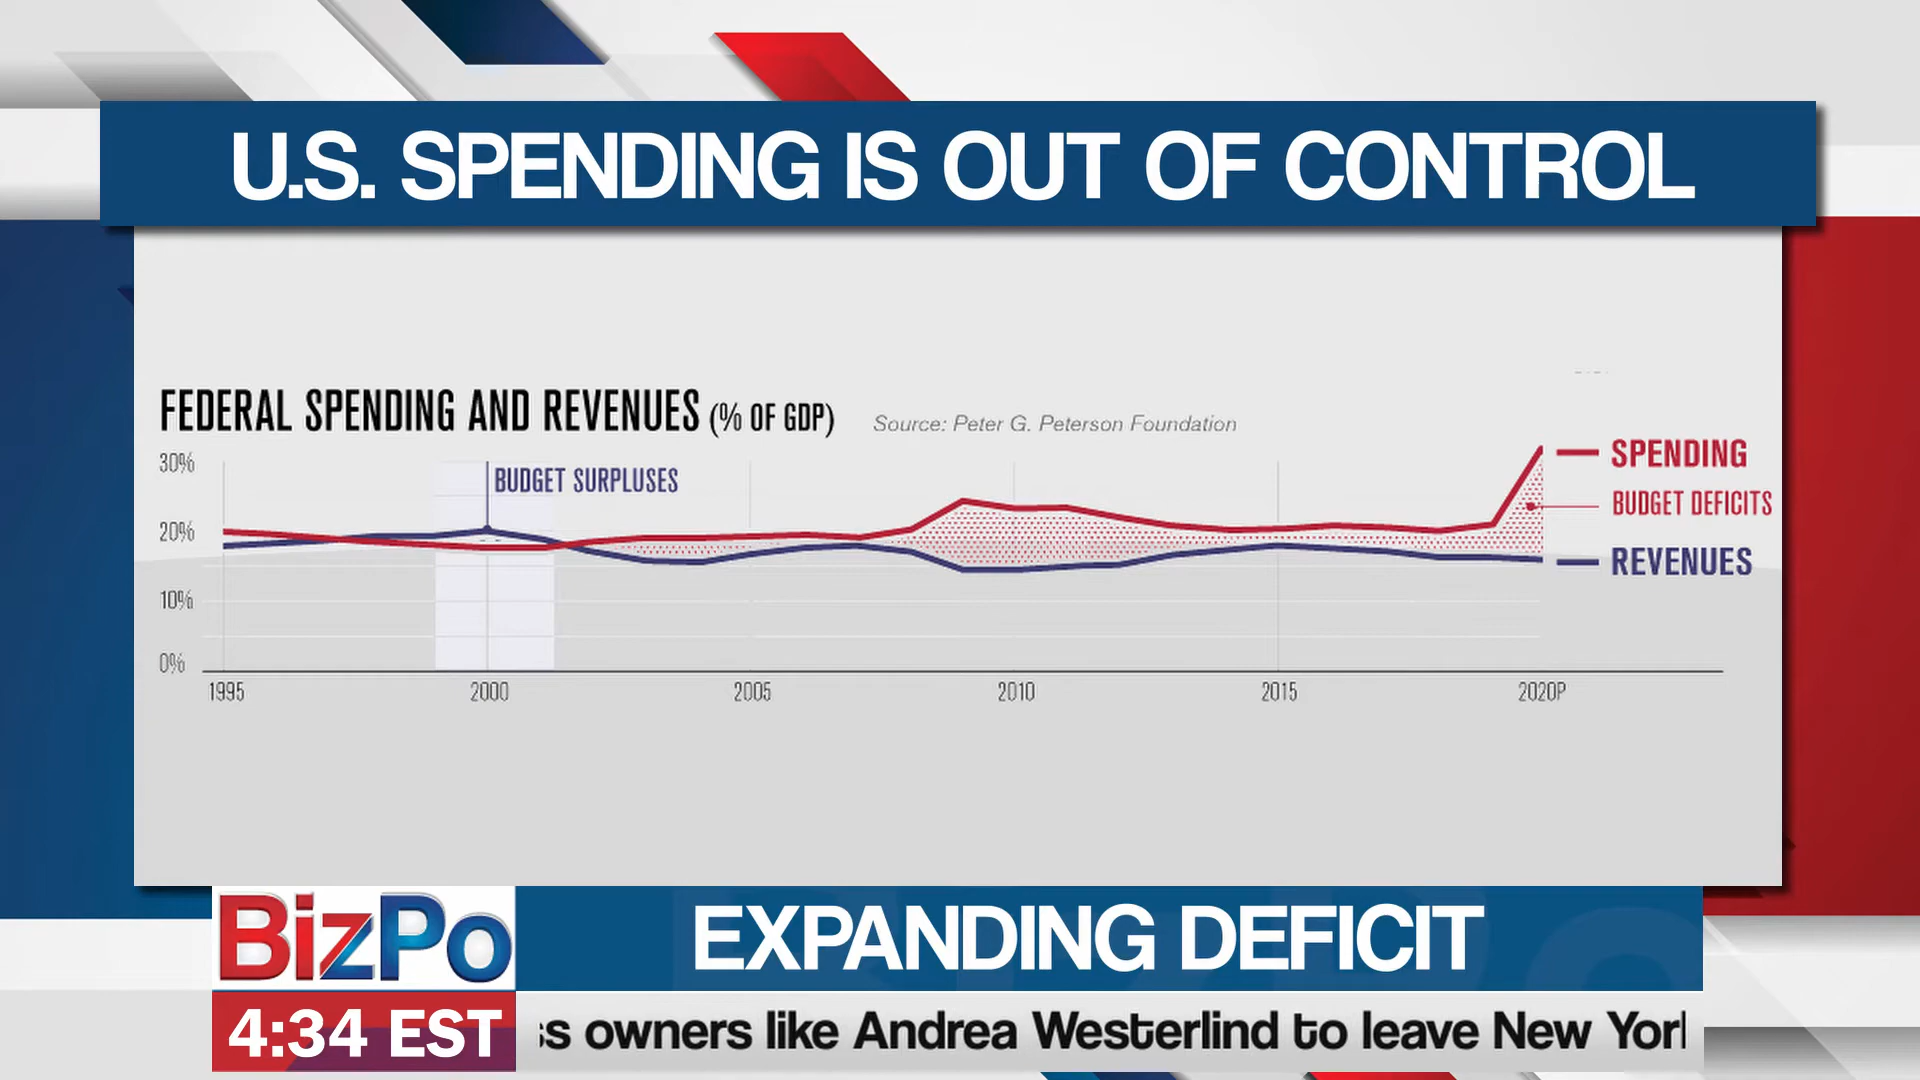 U.S. SPENDING IS OUT OF CONTROL
FEDERAL SPENDING AND REVENUES (% OF GDP)
Source: Peter G. Peterson Foundation
30%
20%
10%
0%
BUDGET SURPLUSES
SPENDING
BUDGET DEFICITS
REVENUES
1995
2000
2005
2010
2015
2020P
BizPo
EXPANDING DEFICIT
4:34 EST
owners like Andrea Westerlind to leave New